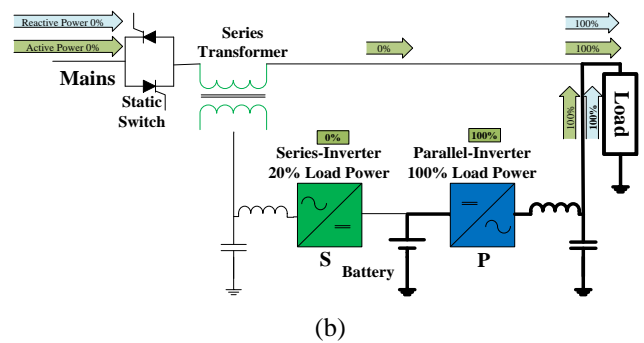 Reactive Power 0%
Active Power 0%
Mains
Static
Switch
Series
Transformer
0%
100%
100%
100%
100%
Load
0%
Series-Inverter
20% Load Power
100%
Parallel-Inverter
100% Load Power
S
Battery
P
(b)